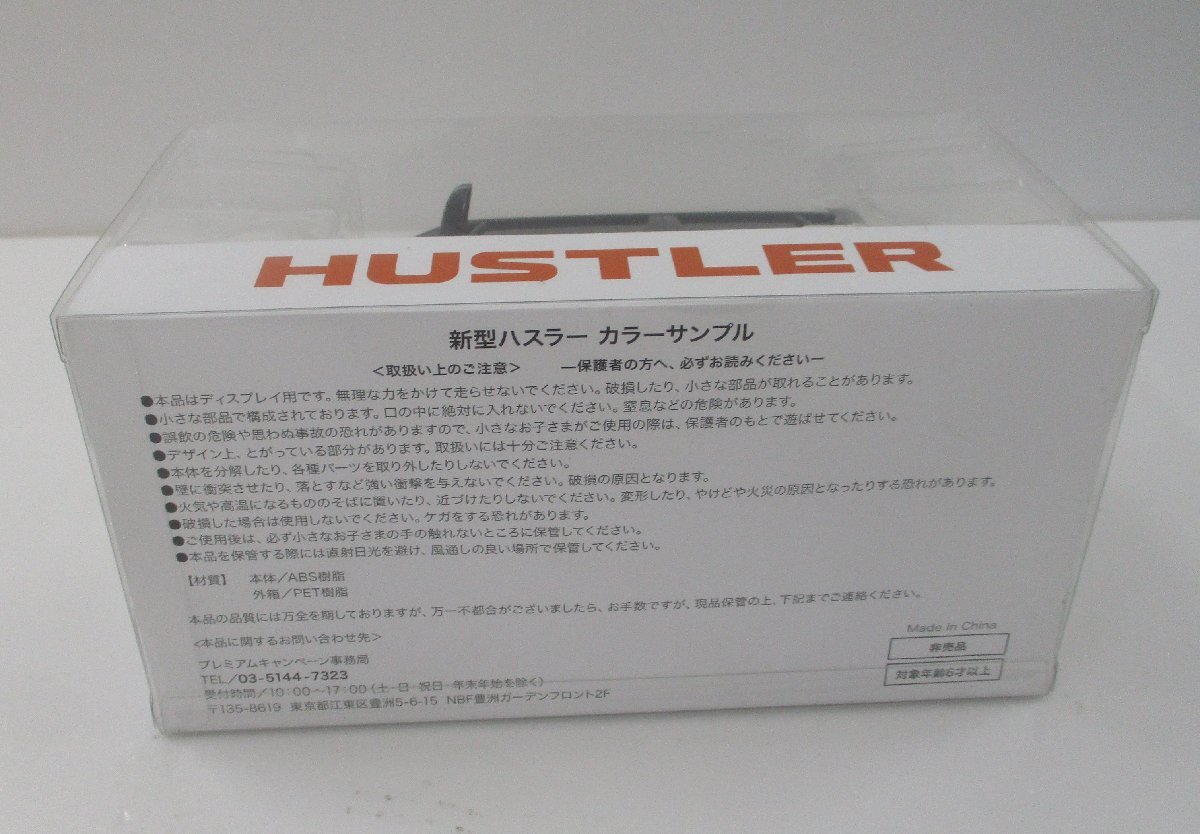 HUSTLER
新型ハスラー カラーサンプル
＜取扱い上のご注意＞ ―保護者の方へ、必ずお読みください―
●本品はディスプレイ用です。無理な力をかけて走らせないでください。破損したり、小さな部品が取れることがあります。
●小さな部品で構成されております。口の中に絶対に入れないでください。窒息などの危険があります。
●誤飲の危険や思わぬ事故の恐れがありますので、小さなお子さまがご使用の際は、保護者のもとで遊ばせてください。
●デザイン上、とがっている部分があります。取扱いには十分ご注意ください。
●本体を分解したり、各種パーツを取り外したりしないでください。
●壁に衝突させたり、落とすなど強い衝撃を与えないでください。破損の原因となります。
●火気や高温になるもののそばに置いたり、近づけたりしないでください。変形したり、やけどや火災の原因となったりする恐れがあります。
●破損した場合は使用しないでください。ケガをする恐れがあります。
●ご使用後は、必ず小さなお子さまの手の触れないところに保管してください。
●本品を保管する際には直射日光を避け、風通しの良い場所で保管してください。
【材質】 本体／ABS樹脂
外箱／PET樹脂
本品の品質には万全を期しておりますが、万一不都合がございましたら、お手数ですが、現品保管の上、下記までご連絡ください。
＜本品に関するお問い合わせ先＞
プレミアムキャンペーン事務局
TEL／03-5144-7323
受付時間／10：00～17：00（土・日・祝日・年末年始を除く）
〒135-8619 東京都江東区豊洲5-6-15 NBF豊洲ガーデンフロント2F
Made in China
非売品
対象年齢6才以上